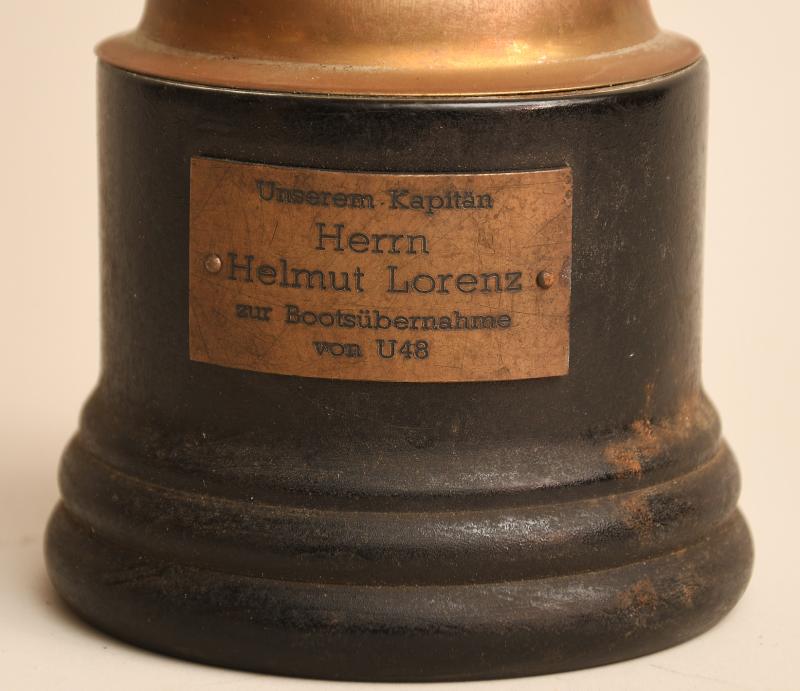 Unserem Kapitän
Herrn
Helmut Lorenz
zur Bootsübernahme
von U48